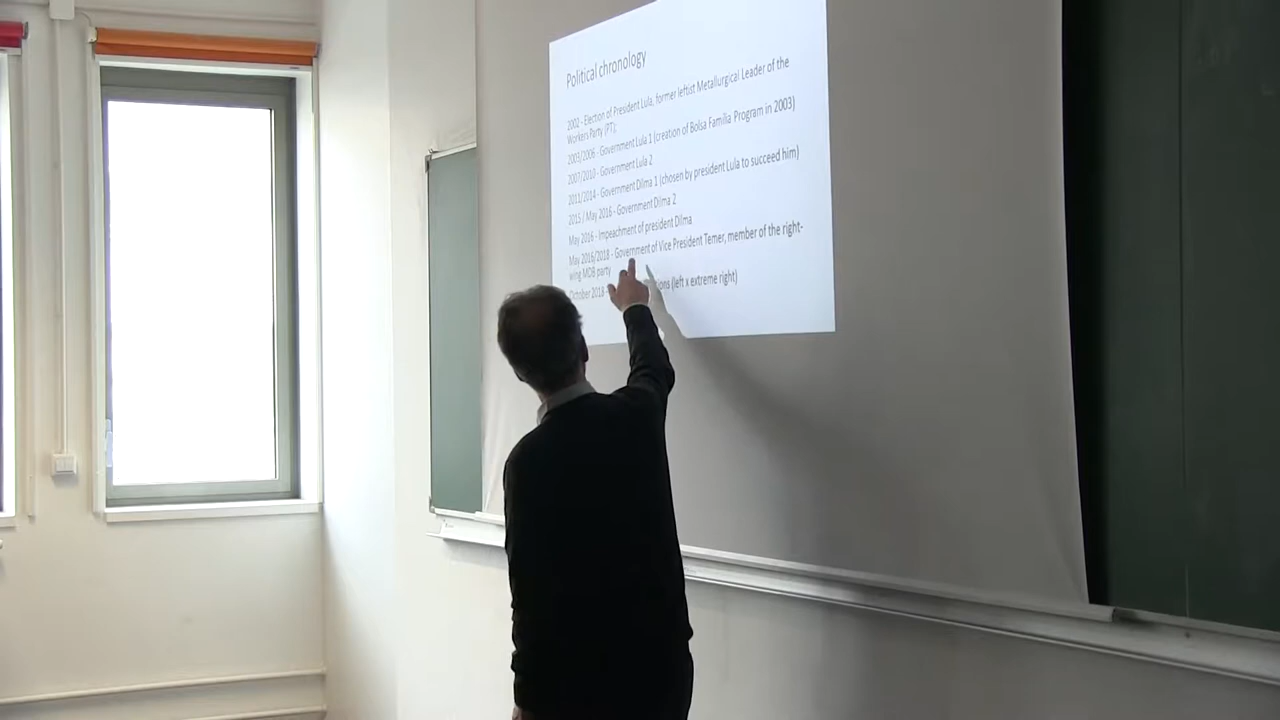 Political chronology
2002 - Election of President Lula, former leftist Metallurgical Leader of the
Workers Party (PT);
2003/2006 - Government Lula 1 (creation of Bolsa Família Program in 2003)
2007/2010 - Government Lula 2
2011/2014 - Government Dilma 1 (chosen by president Lula to succeed him)
2015 / May 2016 - Government Dilma 2
May 2016 - Impeachment of president Dilma
May 2016/2018 - Government of Vice President Temer, member of the right-
wing MDB party
October 2018 - (left x extreme right)